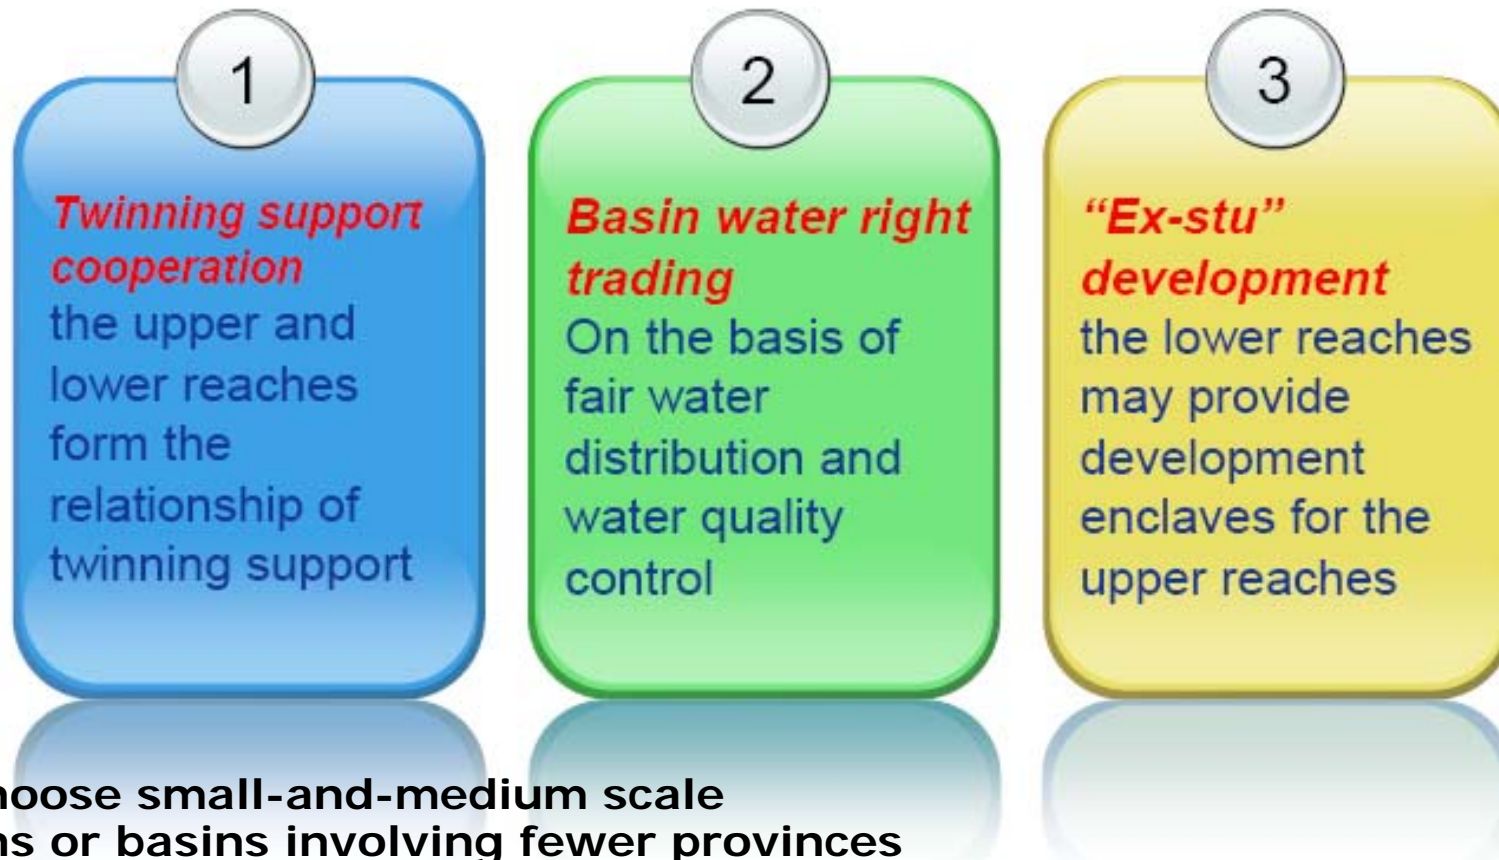 1
Twinning support
cooperation
the upper and
lower reaches
form the
relationship of
twinning support
2
Basin water right
trading
On the basis of
fair water
distribution and
water quality
control
3
“Ex-stu”
development
the lower reaches
may provide
development
enclaves for the
upper reaches
small-and-medium scale
or basins involving fewer provinces